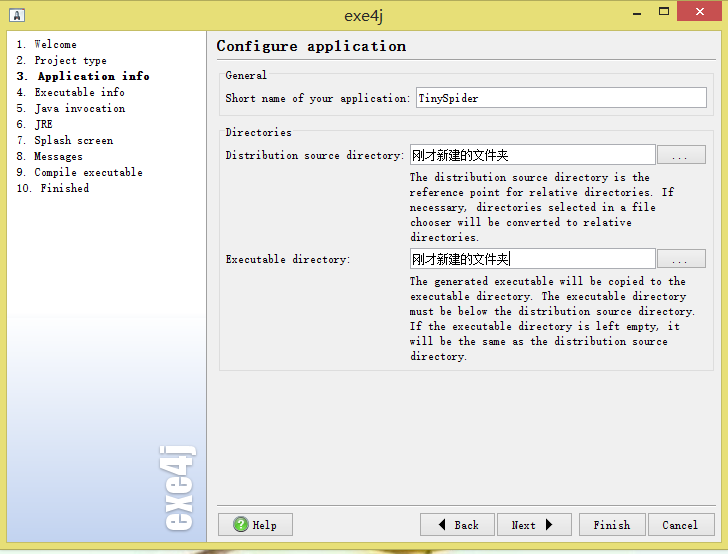 exe4j
1. Welcome
2. Project type
3. Application info
4. Executable info
5. Java invocation
6. JRE
7. Splash screen
8. Messages
9. Compile executable
10. Finished
exe4j
Configure application
General
Short name of your application: TinySpider
Directories
Distribution source directory: 刚才新建的文件夹 ...
The distribution source directory is the
reference point for relative directories. If
necessary, directories selected in a file
chooser will be converted to relative
directories.
Executable directory: 刚才新建的文件夹 ...
The generated executable will be copied to the
executable directory. The executable directory
must be below the distribution source directory.
If the executable directory is left empty, it
will be the same as the distribution source
directory.
Help Back Next Finish Cancel